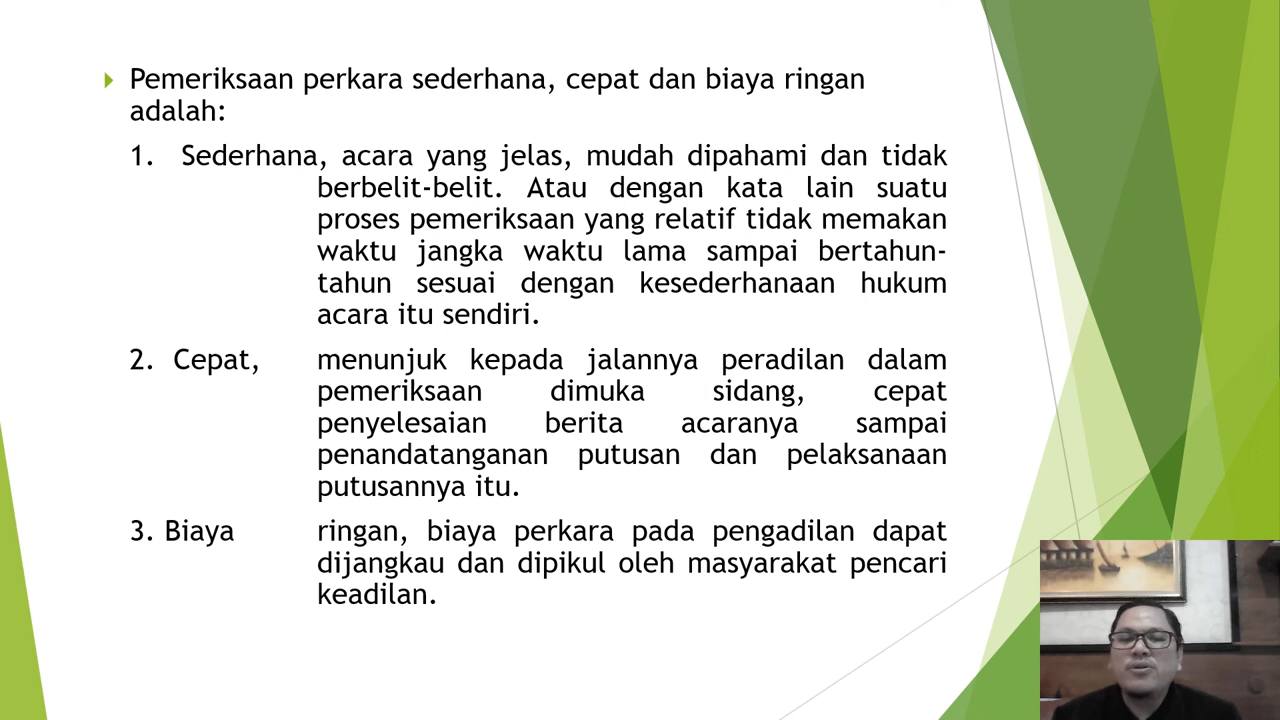 Pemeriksaan perkara sederhana, cepat dan biaya ringan
adalah:
1. Sederhana, acara yang jelas, mudah dipahami dan tidak
berbelit-belit. Atau dengan kata lain suatu
proses pemeriksaan yang relatif tidak memakan
waktu jangka waktu lama sampai bertahun-
tahun sesuai dengan kesederhanaan hukum
acara itu sendiri.
2. Cepat, menunjuk kepada jalannya peradilan dalam
pemeriksaan dimuka sidang, cepat
penyelesaian berita acaranya sampai
penandatanganan putusan dan pelaksanaan
putusannya itu.
3. Biaya ringan, biaya perkara pada pengadilan dapat
dijangkau dan dipikul oleh masyarakat pencari
keadilan.